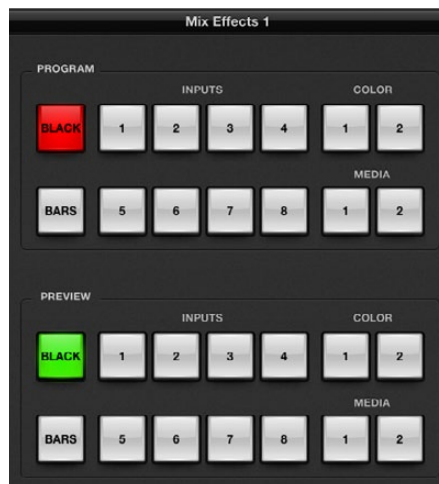 Mix Effects 1
PROGRAM
INPUTS COLOR
BLACK 1 2 3 4 1 2
MEDIA
BARS 5 6 7 8 1 2
PREVIEW
INPUTS COLOR
BLACK 1 2 3 4 1 2
MEDIA
BARS 5 6 7 8 1 2